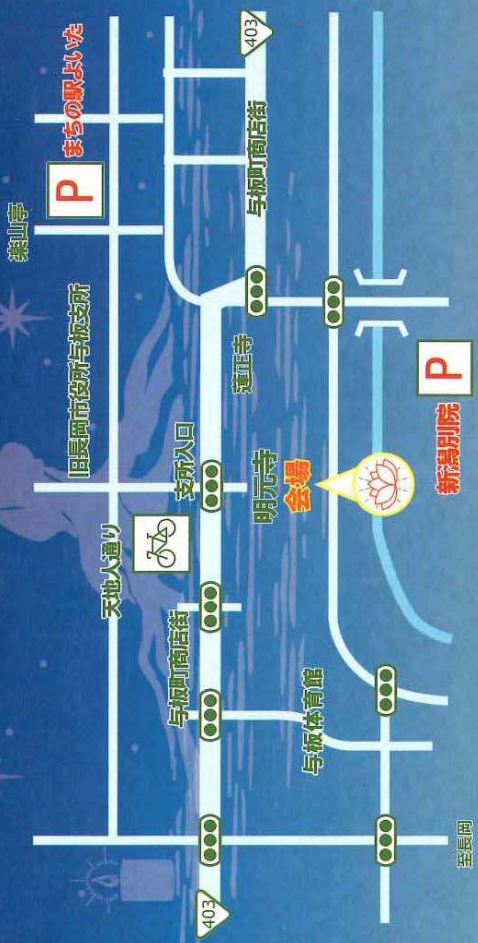 楽山亭
P
まちの駅よいた
旧長岡市役所与板支所
天地人通り
支所入口
与板町商店街
403
403
与板町商店街
蓮正寺
明元寺
会場
与板体育館
P
新潟別院
至長岡